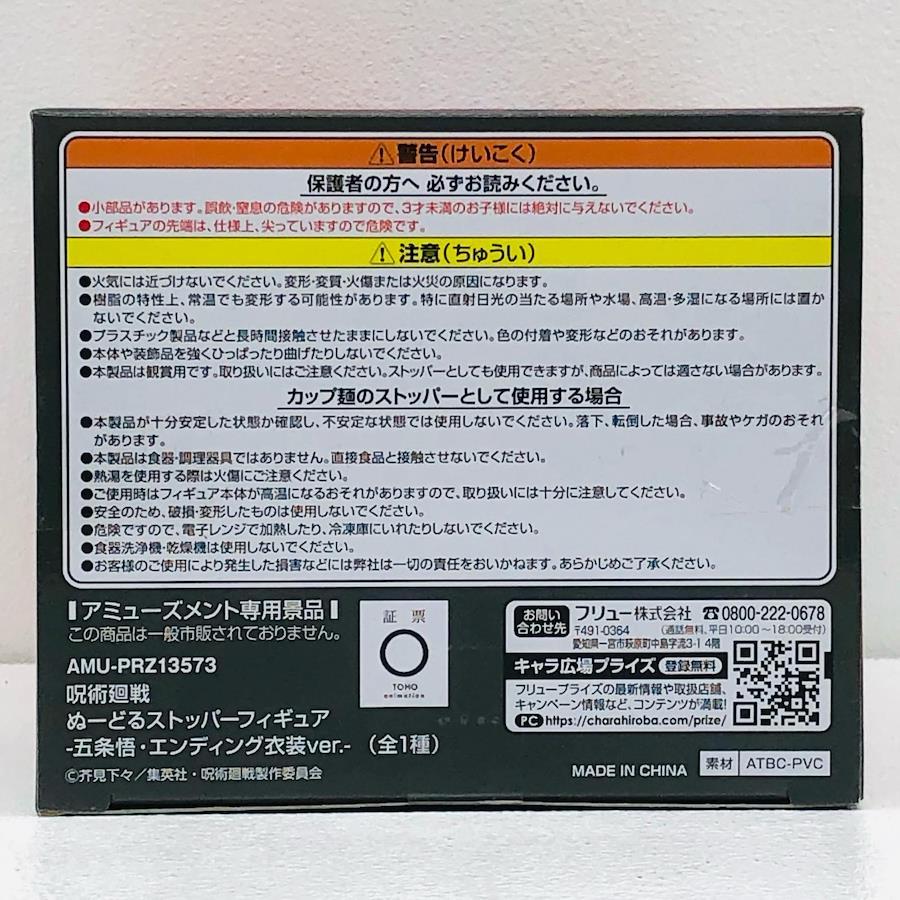 ⚠警告(けいこく)
保護者の方へ 必ずお読みください。
●小部品があります。誤飲・窒息の危険がありますので、3才未満のお子様には絶対に与えないでください。
●フィギュアの先端は、仕様上、尖っていますので危険です。
⚠注意(ちゅうい)
●火気には近づけないでください。変形・変質・火傷または火災の原因になります。
●樹脂の特性上、常温でも変形する可能性があります。特に直射日光の当たる場所や水場、高温・多湿になる場所には置か
ないでください。
●プラスチック製品などと長時間接触させたままにしないでください。色の付着や変形などのおそれがあります。
●本体や装飾品を強くひっぱったり曲げたりしないでください。
●本製品は観賞用です。取り扱いにはご注意ください。ストッパーとしても使用できますが、商品によっては適さない場合があります。
カップ麺のストッパーとして使用する場合
●本製品が十分安定した状態か確認し、不安定な状態では使用しないでください。落下、転倒した場合、事故やケガのおそれ
があります。
●本製品は食器・調理器具ではありません。直接食品と接触させないでください。
●熱湯を使用する際は火傷にご注意ください。
●ご使用時はフィギュア本体が高温になるおそれがありますので、取り扱いには十分に注意してください。
●安全のため、破損・変形したものは使用しないでください。
●危険ですので、電子レンジで加熱したり、冷凍庫にいれたりしないでください。
●食器洗浄機・乾燥機は使用しないでください。
●お客様のご使用により発生した損害などには弊社は一切の責任をおいかねます。あらかじめご了承ください。
アミューズメント専用景品
この商品は一般市販されておりません。
AMU-PRZ13573
呪術廻戦
ぬーどるストッパーフィギュア
-五条悟・エンディング衣装ver.- (全1種)
©芥見下々/集英社・呪術廻戦製作委員会
証票
TOHO
animation
お問い
合わせ先
フリュー株式会社 ☎0800-222-0678
〒491-0364 (通話無料、平日10:00〜18:00受付)
愛知県一宮市萩原町中島字流3-1 4階
キャラ広場プライズ 登録無料
フリュープライズの最新情報や取扱店舗、
キャンペーン情報など、コンテンツが満載!
PC https://charahiroba.com/prize/
MADE IN CHINA
素材 ATBC-PVC